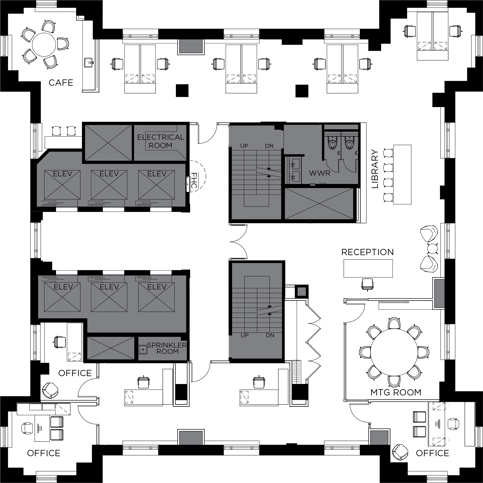 CAFE
ELECTRICAL
ROOM
UP DN
ELEV ELEV ELEV
FHC
WWR
LIBRARY
RECEPTION
ELEV ELEV ELEV
UP DN
SPRINKLER
ROOM
OFFICE
MTG ROOM
OFFICE
OFFICE